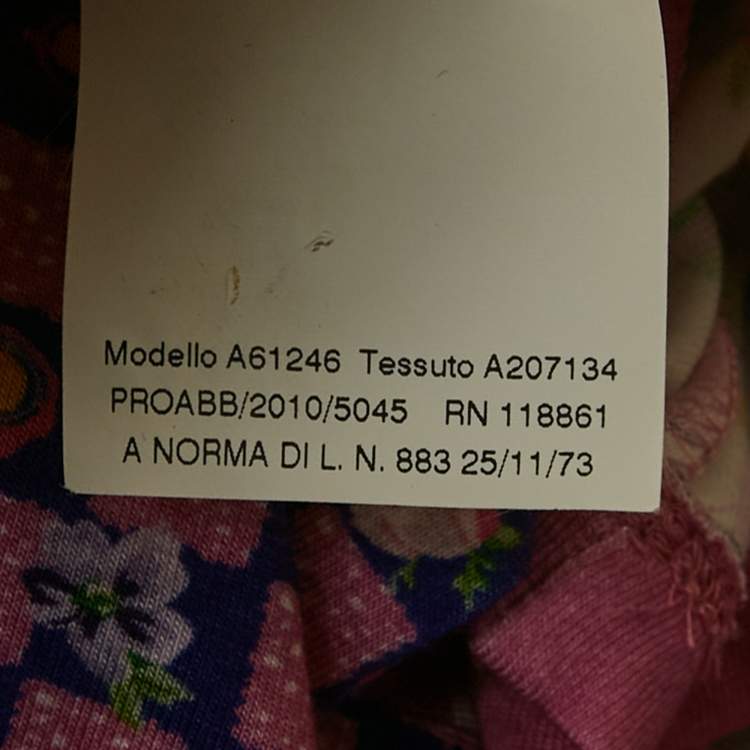 Modello A61246 Tessuto A207134
PROABB/2010/5045 RN 118861
A NORMA DI L. N. 883 25/11/73